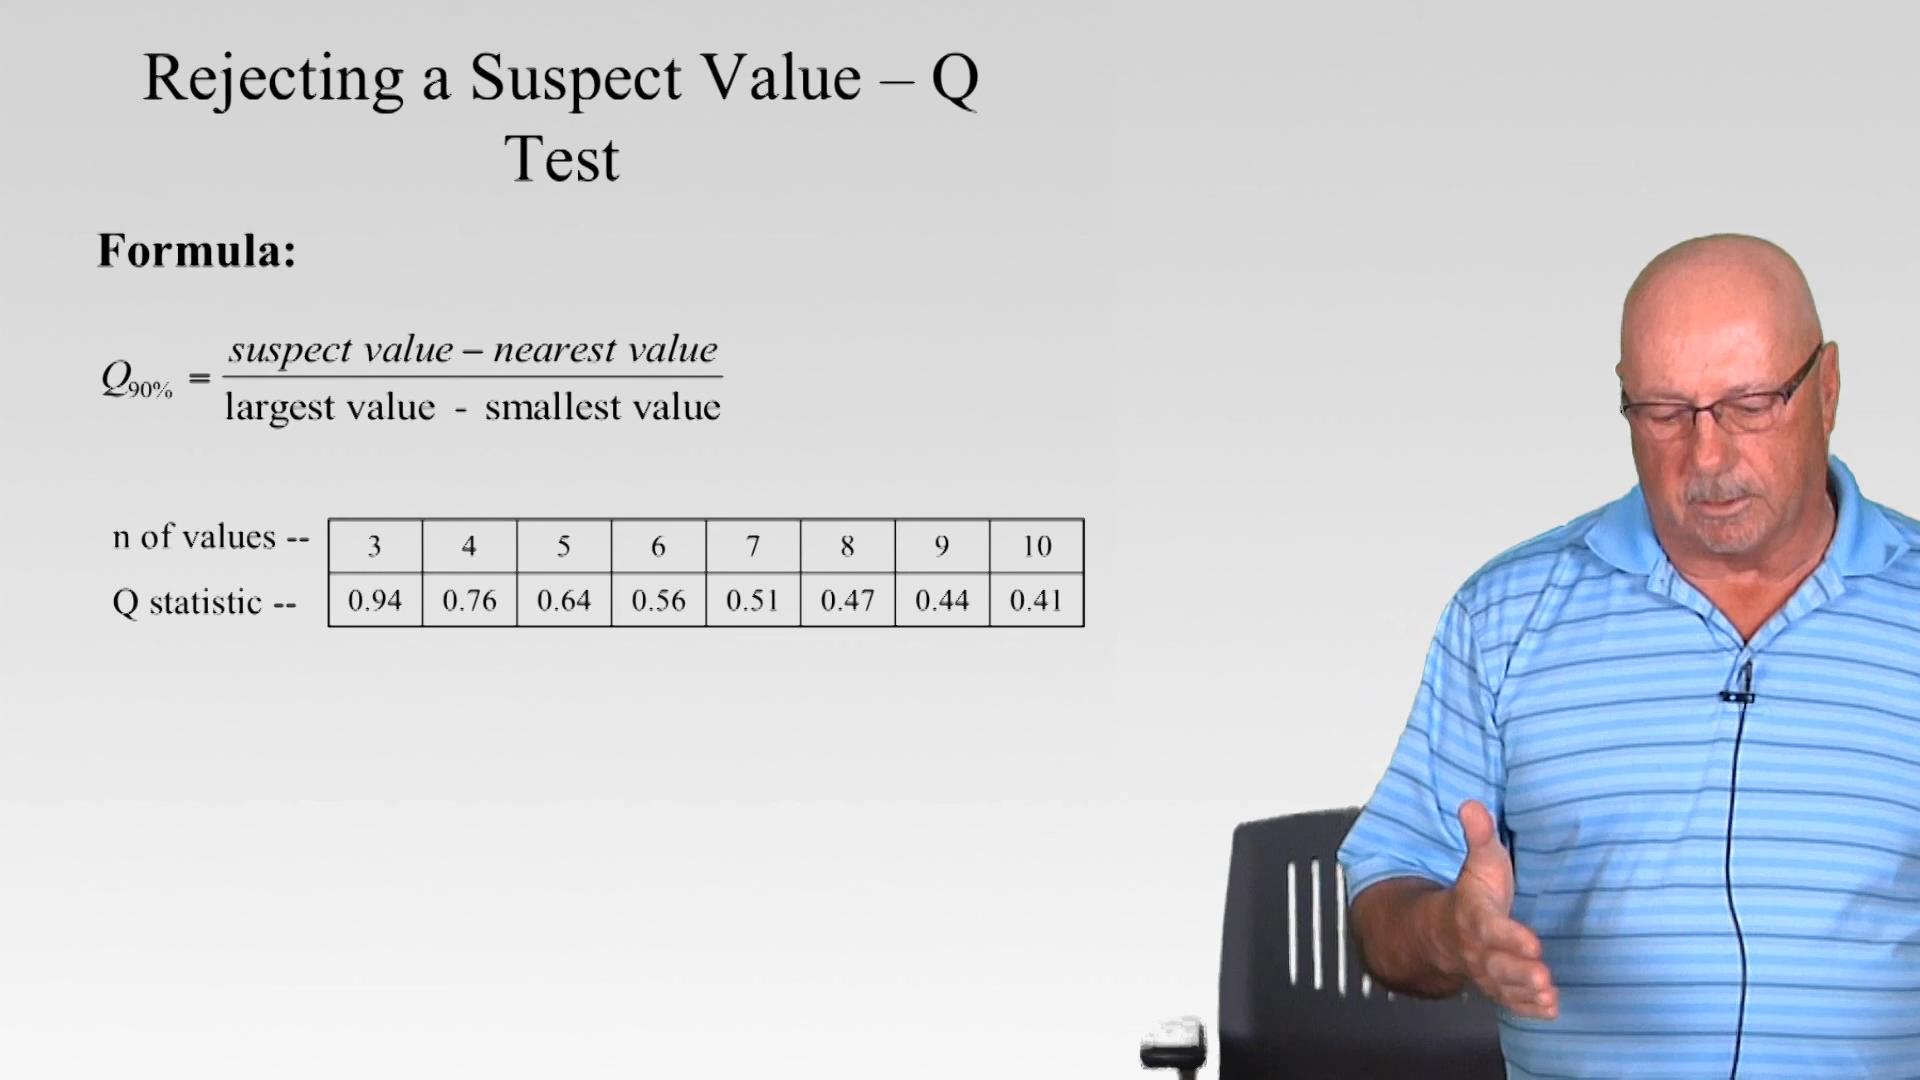 Rejecting a Suspect Value – Q
Test
Formula:
Q90% = suspect value – nearest value
largest value - smallest value
n of values -- 3 4 5 6 7 8 9 10
Q statistic -- 0.94 0.76 0.64 0.56 0.51 0.47 0.44 0.41